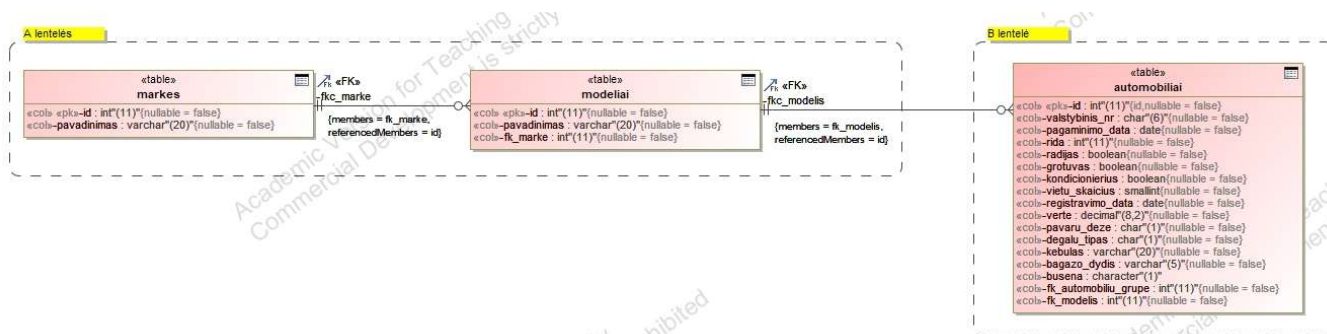 A lentelės
«table»
markes
«col» «pk»-id : int"(11)"{nullable = false}
«col»-pavadinimas : varchar"(20)"{nullable = false}
«FK»
-fkc_marke
{members = fk_marke,
referencedMembers = id}
«table»
modeliai
«col» «pk»-id : int"(11)"{nullable = false}
«col»-pavadinimas : varchar"(20)"{nullable = false}
«col»-fk_marke : int"(11)"{nullable = false}
«FK»
-fkc_modelis
{members = fk_modelis,
referencedMembers = id}
B lentelė
«table»
automobiliai
«col» «pk»-id : int"(11)"{id,nullable = false}
«col»-valstybinis_nr : char"(6)"{nullable = false}
«col»-pagaminimo_data : date{nullable = false}
«col»-rida : int"(11)"{nullable = false}
«col»-radijas : boolean{nullable = false}
«col»-grotuvas : boolean{nullable = false}
«col»-kondicionierius : boolean{nullable = false}
«col»-vietu_skaicius : smallint{nullable = false}
«col»-registravimo_data : date{nullable = false}
«col»-verte : decimal"(8,2)"{nullable = false}
«col»-pavaru_deze : char"(1)"{nullable = false}
«col»-degalu_tipas : char"(1)"{nullable = false}
«col»-kebulas : varchar"(20)"{nullable = false}
«col»-bagazo_dydis : varchar"(5)"{nullable = false}
«col»-busena : character"(1)"
«col»-fk_automobiliu_grupe : int"(11)"{nullable = false}
«col»-fk_modelis : int"(11)"{nullable = false}
Academic Version for Teaching
Commercial Development is strictly
hibited